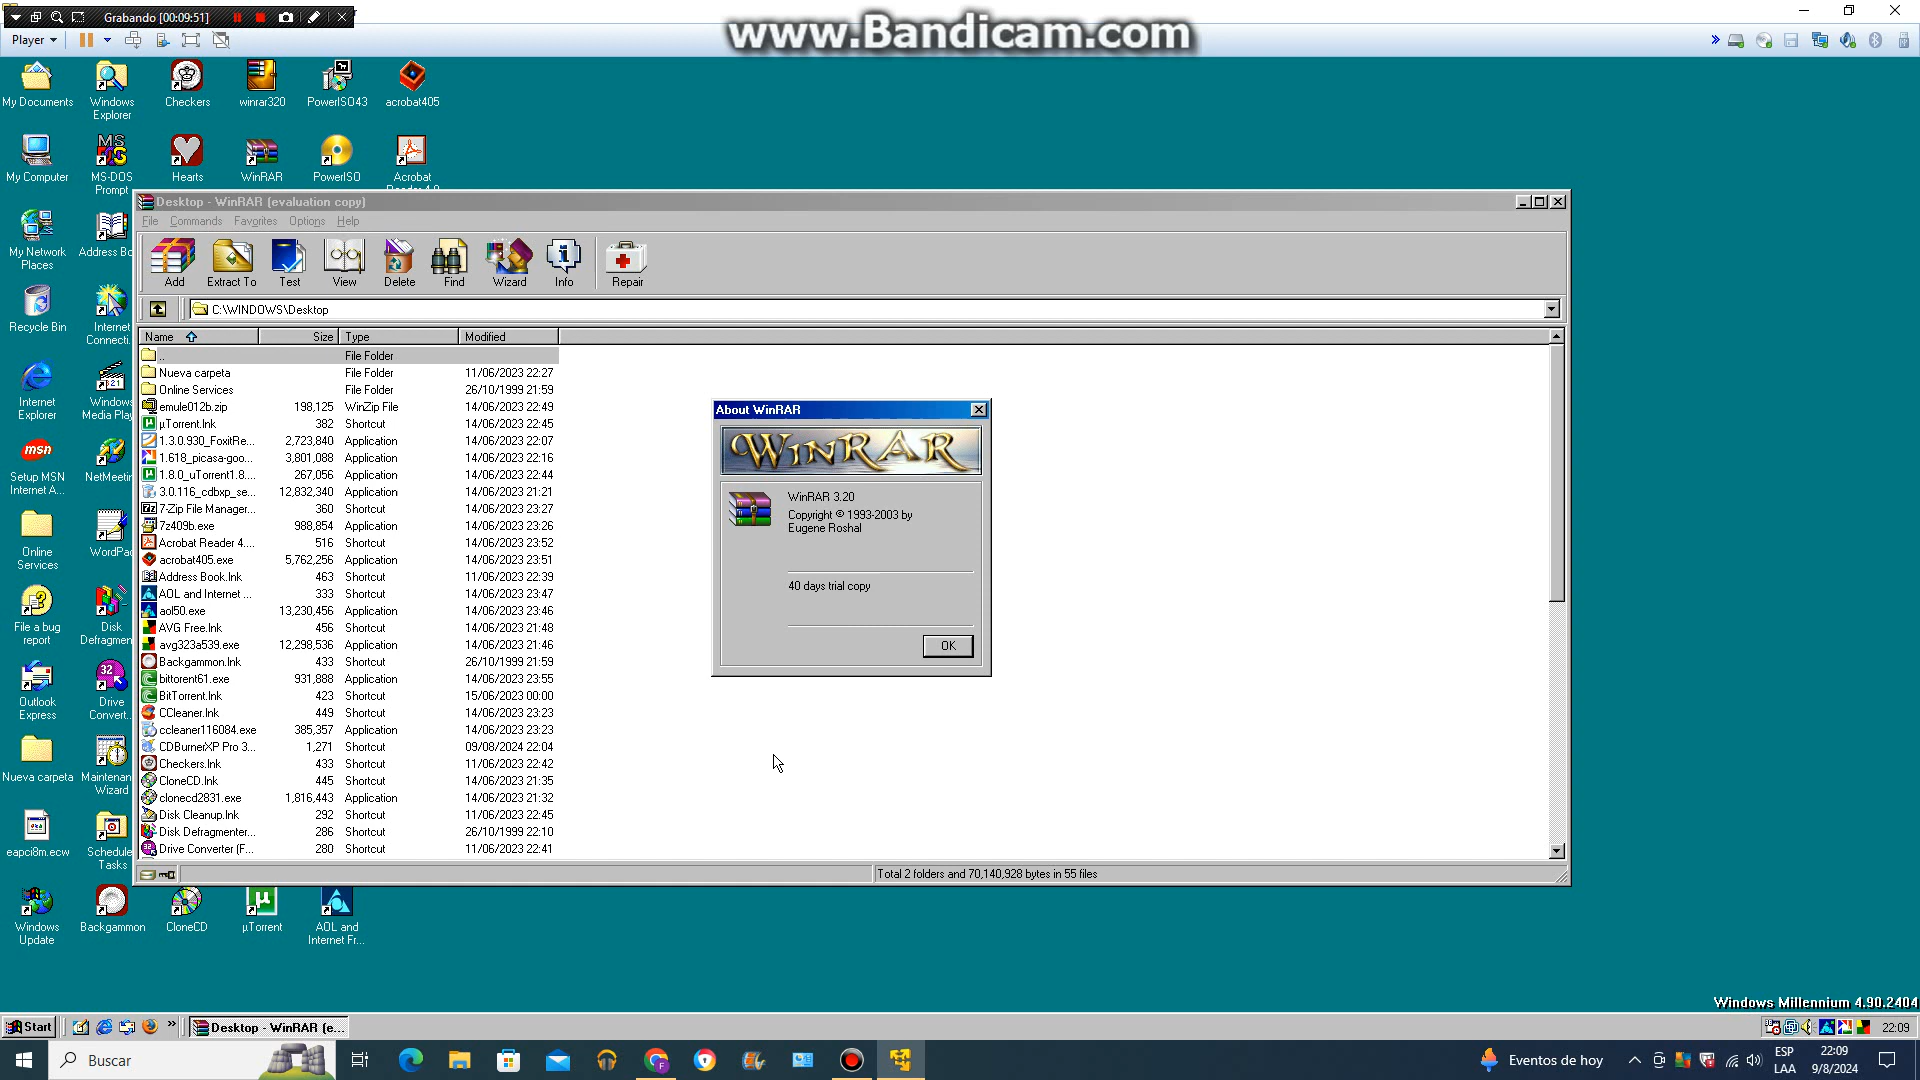 Grabando [00:09:51]
www.Bandicam.com
Player
My Documents
Windows Explorer
Checkers
winrar320
PowerISO43
acrobat405
My Computer
MS-DOS Prompt
Hearts
WinRAR
PowerISO
Acrobat
Desktop - WinRAR (evaluation copy)
File Commands Favorites Options Help
My Network Places
Address Bo
Add
Extract To
Test
View
Delete
Find
Wizard
Info
Repair
C:\WINDOWS\Desktop
Recycle Bin
Internet Connecti.
Name Size Type Modified
.. File Folder
Nueva carpeta File Folder 11/06/2023 22:27
Online Services File Folder 26/10/1999 21:59
emule012b.zip 198,125 WinZip File 14/06/2023 22:49
µTorrent.lnk 382 Shortcut 14/06/2023 22:45
1.3.0.930_FoxitRe... 2,723,840 Application 14/06/2023 22:07
1.618_picasa-goo... 3,801,088 Application 14/06/2023 22:16
1.8.0_uTorrent1.8.... 267,056 Application 14/06/2023 22:44
3.0.116_cdbxp_se... 12,832,340 Application 14/06/2023 21:21
7-Zip File Manager... 360 Shortcut 14/06/2023 23:27
7z409b.exe 988,854 Application 14/06/2023 23:26
Acrobat Reader 4.... 516 Shortcut 14/06/2023 23:52
acrobat405.exe 5,762,256 Application 14/06/2023 23:51
Address Book.lnk 463 Shortcut 11/06/2023 22:39
AOL and Internet ... 333 Shortcut 14/06/2023 23:47
aol50.exe 13,230,456 Application 14/06/2023 23:46
AVG Free.lnk 456 Shortcut 14/06/2023 21:48
avg323a539.exe 12,298,536 Application 14/06/2023 21:46
Backgammon.lnk 433 Shortcut 26/10/1999 21:59
bittorent61.exe 931,888 Application 14/06/2023 23:55
BitTorrent.lnk 423 Shortcut 15/06/2023 00:00
CCleaner.lnk 449 Shortcut 14/06/2023 23:23
ccleaner116084.exe 385,357 Application 14/06/2023 23:23
CDBurnerXP Pro 3... 1,271 Shortcut 09/08/2024 22:04
Checkers.lnk 433 Shortcut 11/06/2023 22:42
CloneCD.lnk 445 Shortcut 14/06/2023 21:35
clonecd2831.exe 1,816,443 Application 14/06/2023 21:32
Disk Cleanup.lnk 292 Shortcut 11/06/2023 22:45
Disk Defragmenter... 286 Shortcut 26/10/1999 22:10
Drive Converter (F... 280 Shortcut 11/06/2023 22:41
Total 2 folders and 70,140,928 bytes in 55 files
About WinRAR
WINRAR
WinRAR 3.20
Copyright © 1993-2003 by
Eugene Roshal
40 days trial copy
OK
Internet Explorer
Windows Media Play
msn
Setup MSN Internet A...
NetMeetin
Online Services
WordPad
File a bug report
Disk Defragmen
Outlook Express
Drive Convert..
Nueva carpeta
Maintenan Wizard
eapci8m.ecw
Schedule Tasks
Windows Update
Backgammon
CloneCD
µTorrent
AOL and Internet Fr...
Windows Millennium 4.90.2404
Start
Desktop - WinRAR (e...
22:09
Buscar
Eventos de hoy
ESP
LAA
22:09
9/8/2024